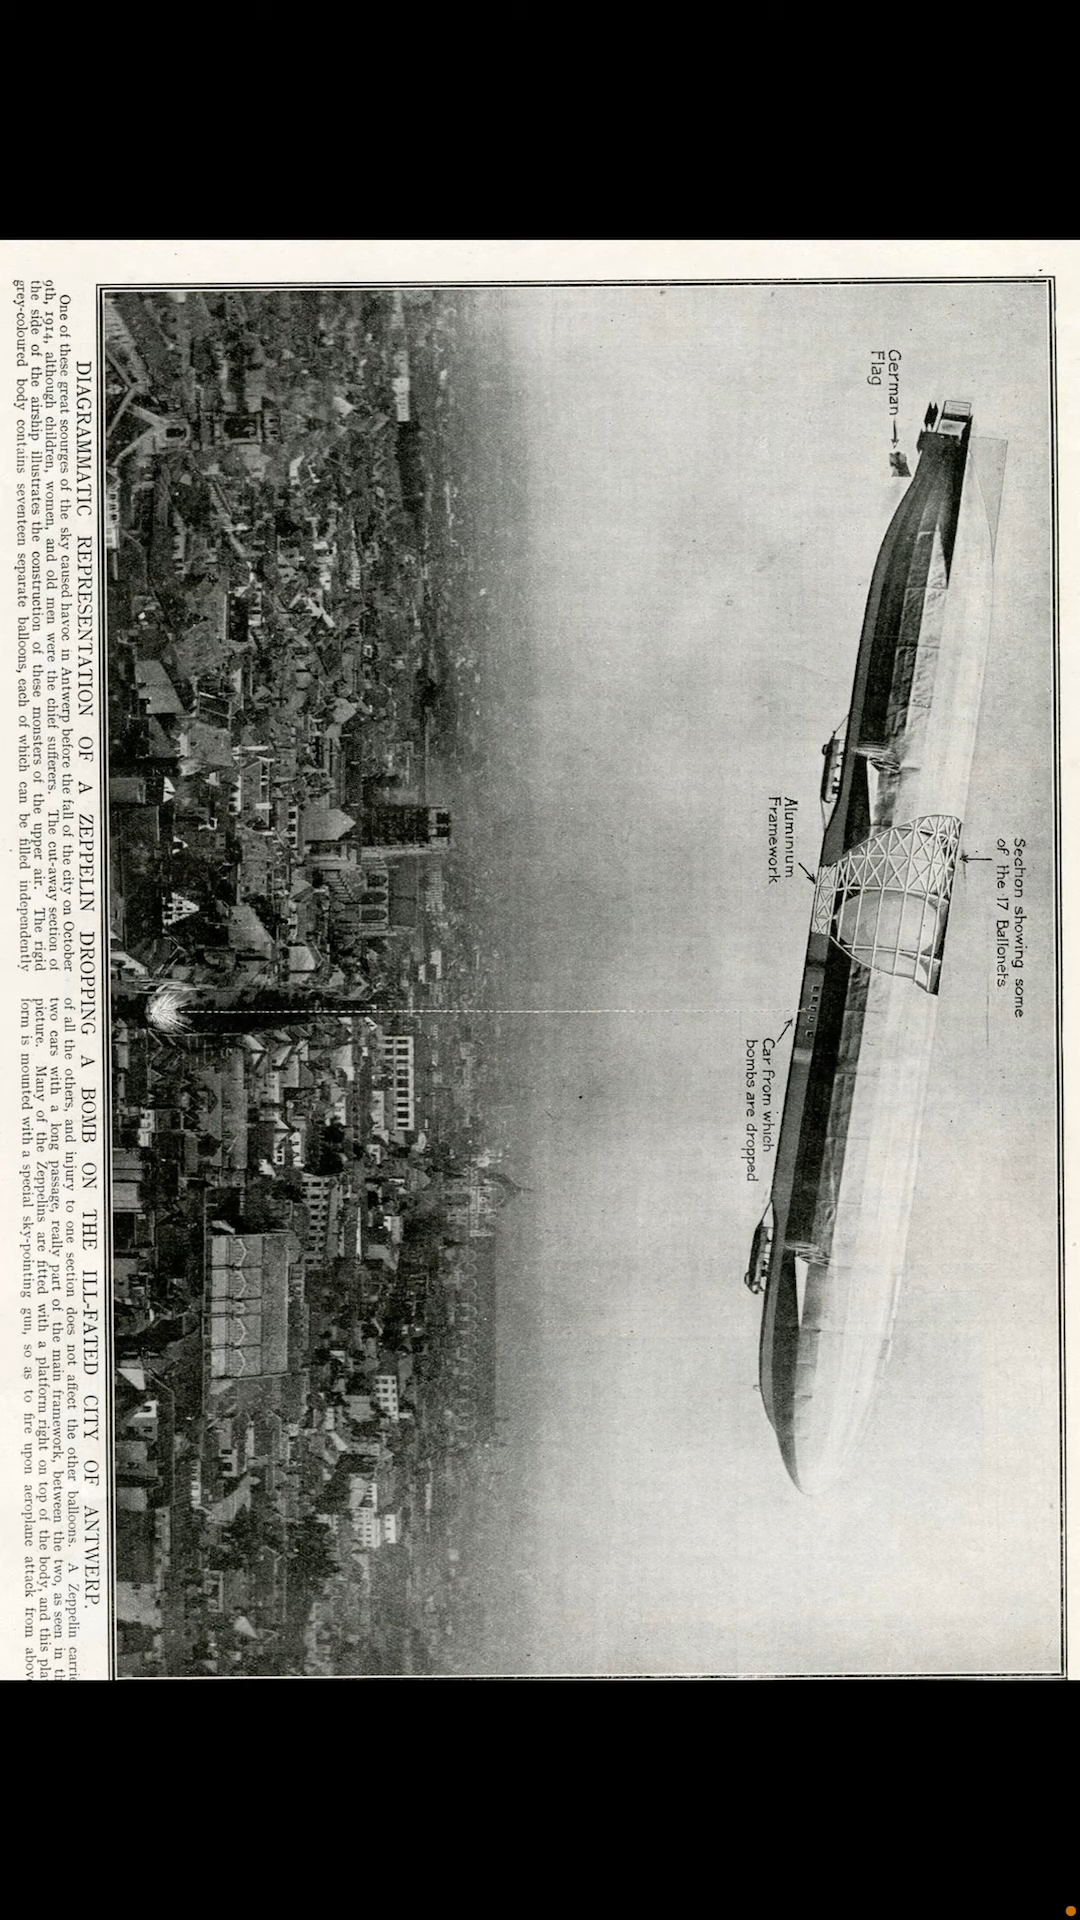 Section showing some
of the 17 Ballonets
German
Flag
Aluminium
Framework
Car from which
bombs are dropped
DIAGRAMMATIC REPRESENTATION OF A ZEPPELIN DROPPING A BOMB ON THE ILL-FATED CITY OF ANTWERP.
One of these great scourges of the sky caused havoc in Antwerp before the fall of the city on October
9th, 1914, although children, women, and old men were the chief sufferers. The cut-away section of
the side of the airship illustrates the construction of these monsters of the upper air. The rigid
grey-coloured body contains seventeen separate balloons, each of which can be filled independently
of all the others, and injury to one section does not affect the other balloons. A Zeppelin carri
two cars with a long passage, really part of the main framework, between the two, as seen in th
picture. Many of the Zeppelins are fitted with a platform right on top of the body, and this pla
form is mounted with a special sky-pointing gun, so as to fire upon aeroplane attack from above